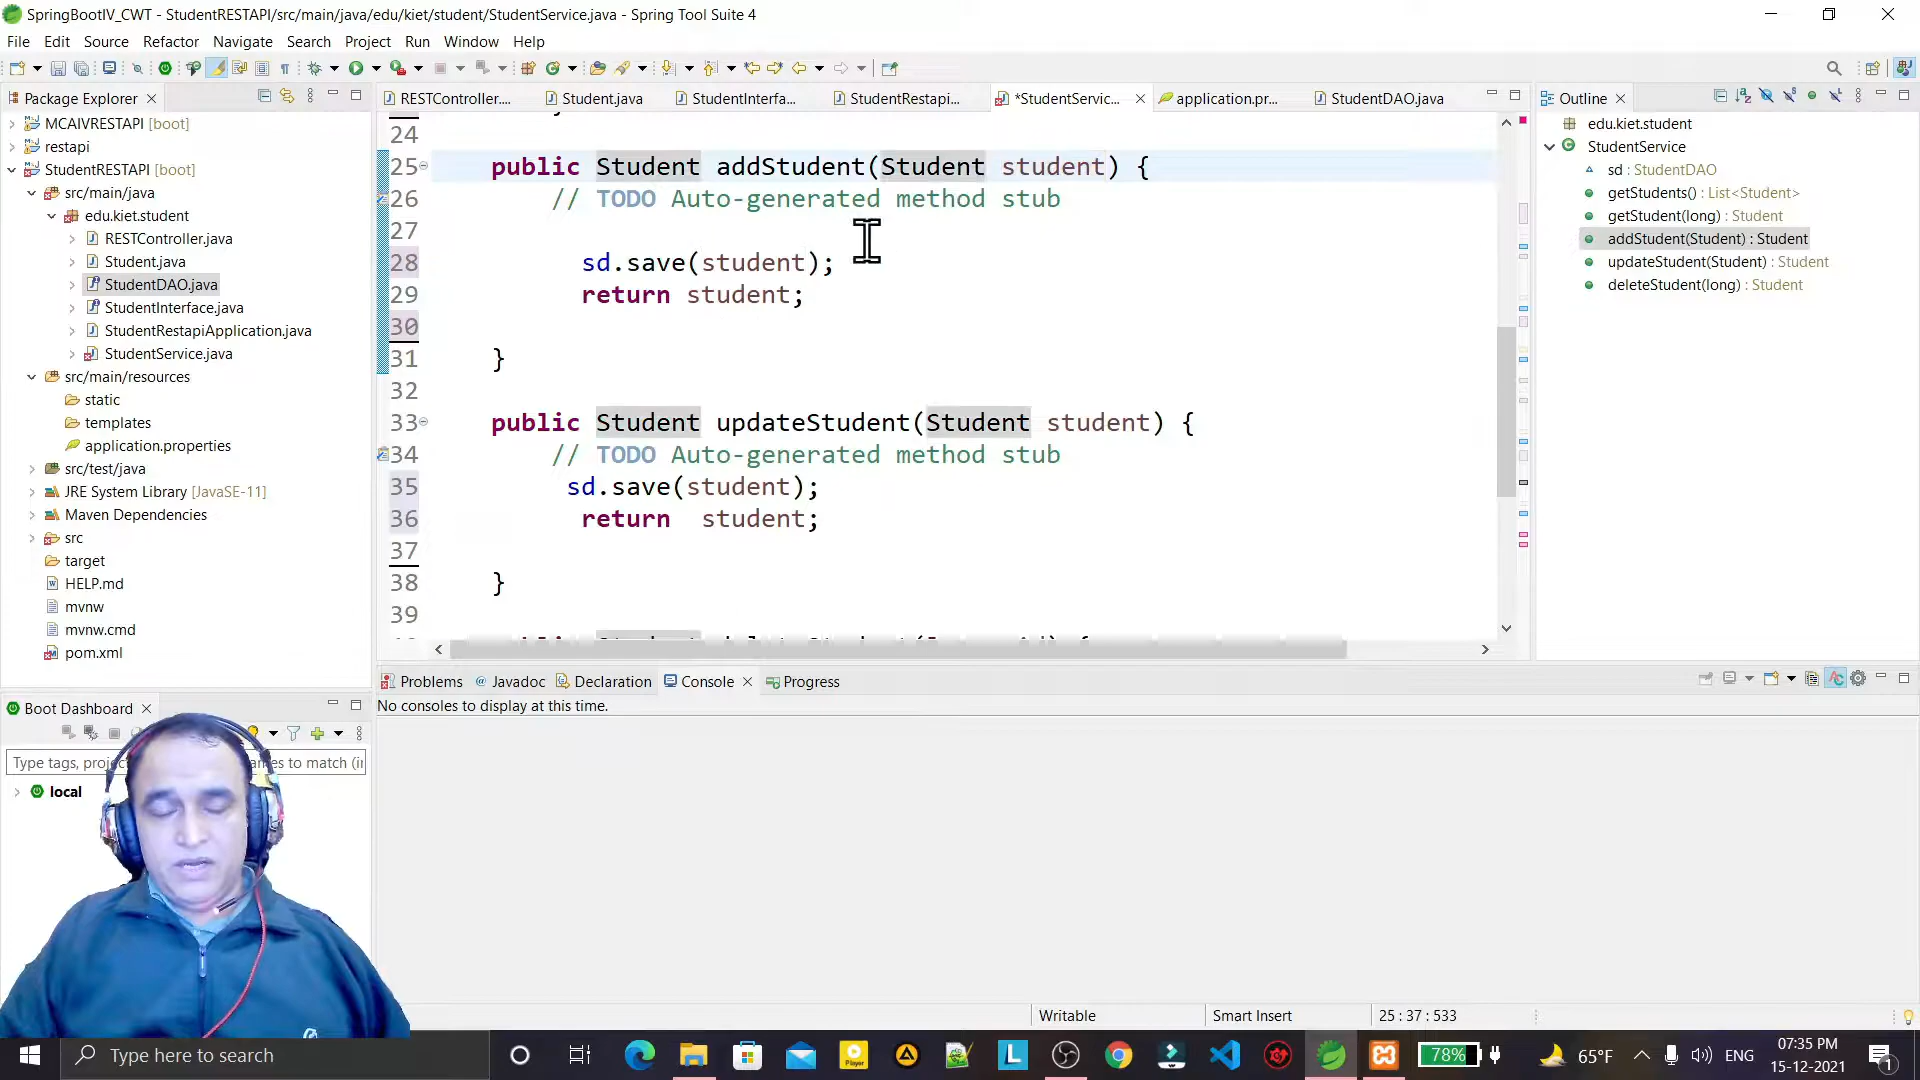 SpringBootIV_CWT - StudentRESTAPI/src/main/java/edu/kiet/student/StudentService.java - Spring Tool Suite 4
File Edit Source Refactor Navigate Search Project Run Window Help
Package Explorer
MCAIVRESTAPI [boot]
restapi
StudentRESTAPI [boot]
src/main/java
edu.kiet.student
RESTController.java
Student.java
StudentDAO.java
StudentInterface.java
StudentRestapiApplication.java
StudentService.java
src/main/resources
static
templates
application.properties
src/test/java
JRE System Library [JavaSE-11]
Maven Dependencies
src
target
HELP.md
mvnw
mvnw.cmd
pom.xml
Boot Dashboard
Type tags, projec
mes to match (in
local
RESTController.... Student.java StudentInterfa... StudentRestapi... *StudentServic... application.pr... StudentDAO.java
24
25 public Student addStudent(Student student) {
26 // TODO Auto-generated method stub
27
28 sd.save(student);
29 return student;
30
31 }
32
33 public Student updateStudent(Student student) {
34 // TODO Auto-generated method stub
35 sd.save(student);
36 return student;
37
38 }
39
Outline
edu.kiet.student
StudentService
sd : StudentDAO
getStudents() : List<Student>
getStudent(long) : Student
addStudent(Student) : Student
updateStudent(Student) : Student
deleteStudent(long) : Student
Problems @ Javadoc Declaration Console Progress
No consoles to display at this time.
Writable Smart Insert 25 : 37 : 533
Type here to search
78% 65°F ENG 07:35 PM
15-12-2021
1